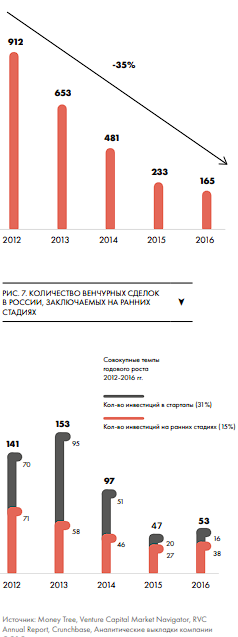 912
-35%
653
481
233
165
2012 2013 2014 2015 2016
РИС. 7. КОЛИЧЕСТВО ВЕНЧУРНЫХ СДЕЛОК
В РОССИИ, ЗАКЛЮЧАЕМЫХ НА РАННИХ
СТАДИЯХ
Совокупные темпы
годового роста
2012-2016 гг.
Кол-во инвестиций в стартапы (31%)
Кол-во инвестиций на ранних стадиях (15%)
153
141
95
70
97
51
53
47
71
58
46
20
27
16
38
2012 2013 2014 2015 2016
Источник: Money Tree, Venture Capital Market Navigator, RVC
Annual Report, Crunchbase, Аналитические выкладки компании